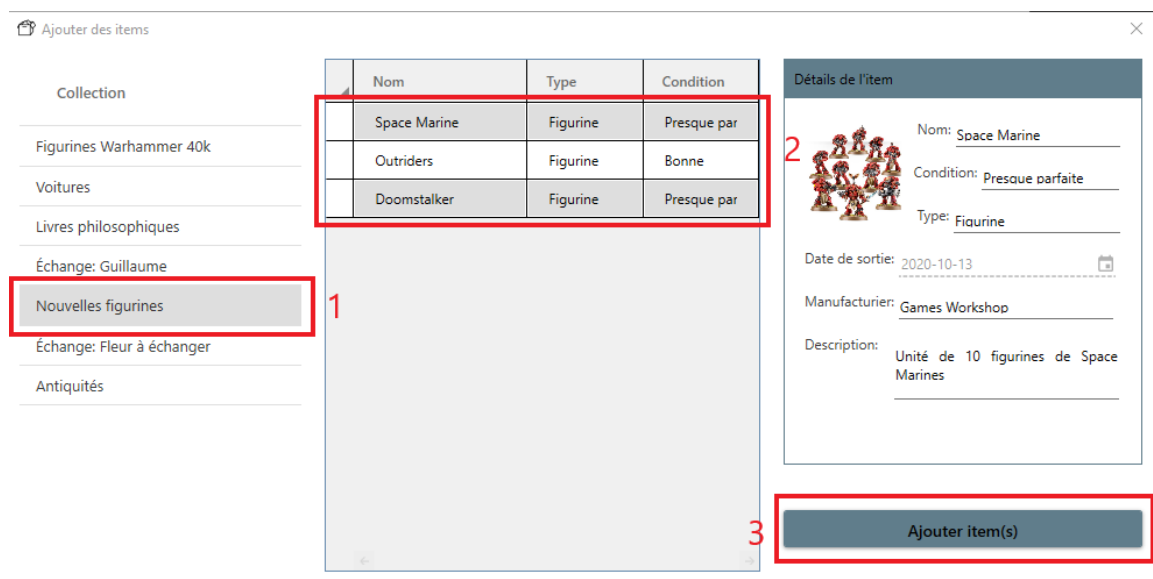 Ajouter des items
Collection
Figurines Warhammer 40k
Voitures
Livres philosophiques
Échange: Guillaume
Nouvelles figurines
1
Échange: Fleur à échanger
Antiquités
Nom Type Condition
Space Marine Figurine Presque par
Outriders Figurine Bonne
Doomstalker Figurine Presque par
2
Détails de l'item
Nom: Space Marine
Condition: Presque parfaite
Type: Figurine
Date de sortie: 2020-10-13
Manufacturier: Games Workshop
Description: Unité de 10 figurines de Space
Marines
3
Ajouter item(s)